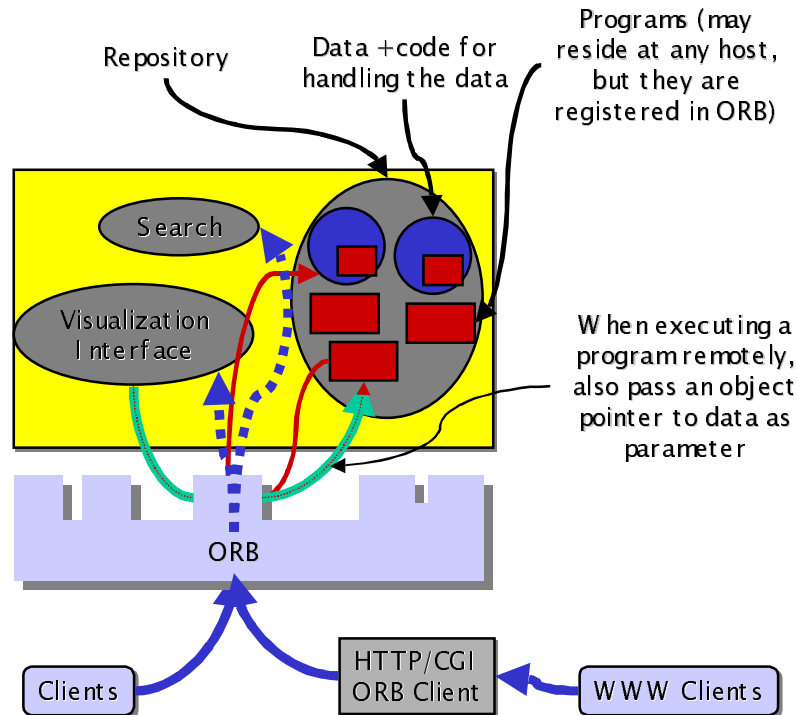 Programs (may
reside at any host,
but they are
registered in ORB)
Data +code for
handling the data
Repository
Search
Visualization
Interface
When executing a
program remotely,
also pass an object
pointer to data as
parameter
ORB
Clients
HTTP/CGI
ORB Client
WWW Clients